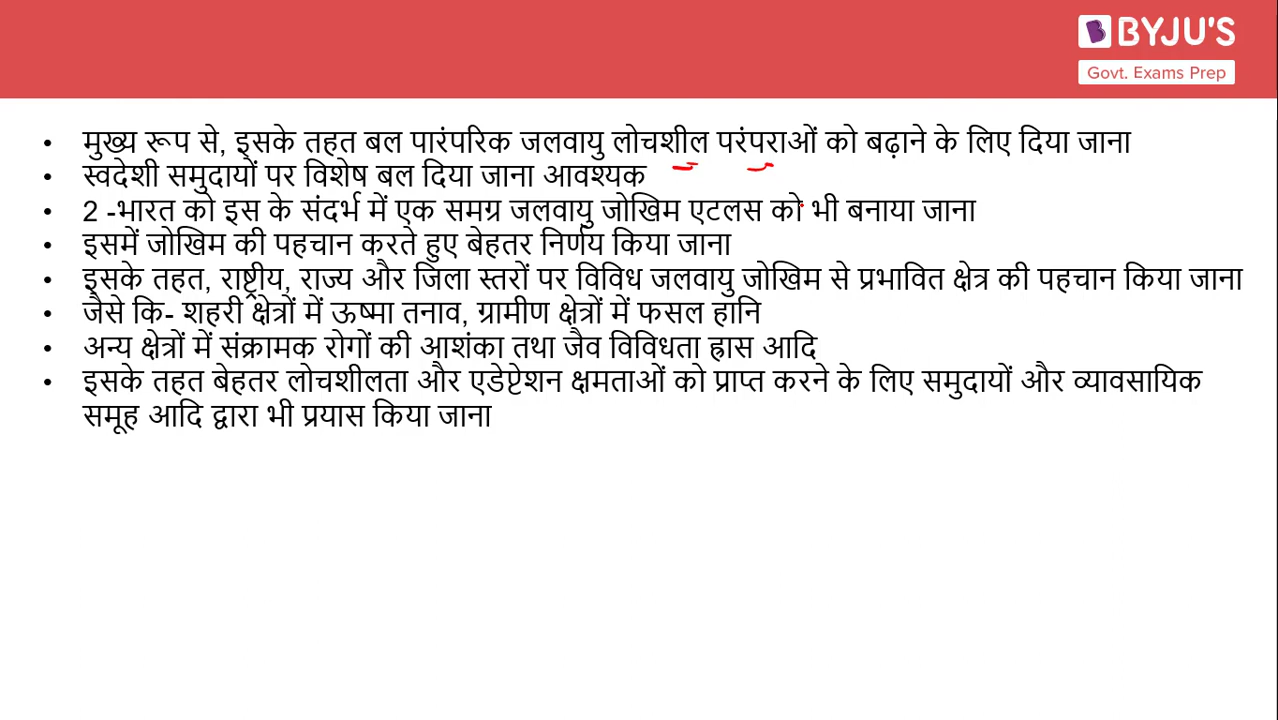 BYJU'S
Govt. Exams Prep
• मुख्य रूप से, इसके तहत बल पारंपरिक जलवायु लोचशील परंपराओं को बढ़ाने के लिए दिया जाना
• स्वदेशी समुदायों पर विशेष बल दिया जाना आवश्यक
• 2 -भारत को इस के संदर्भ में एक समग्र जलवायु जोखिम एटलस को भी बनाया जाना
• इसमें जोखिम की पहचान करते हुए बेहतर निर्णय किया जाना
• इसके तहत, राष्ट्रीय, राज्य और जिला स्तरों पर विविध जलवायु जोखिम से प्रभावित क्षेत्र की पहचान किया जाना
• जैसे कि- शहरी क्षेत्रों में ऊष्मा तनाव, ग्रामीण क्षेत्रों में फसल हानि
• अन्य क्षेत्रों में संक्रामक रोगों की आशंका तथा जैव विविधता ह्रास आदि
• इसके तहत बेहतर लोचशीलता और एडेप्टेशन क्षमताओं को प्राप्त करने के लिए समुदायों और व्यावसायिक
समूह आदि द्वारा भी प्रयास किया जाना